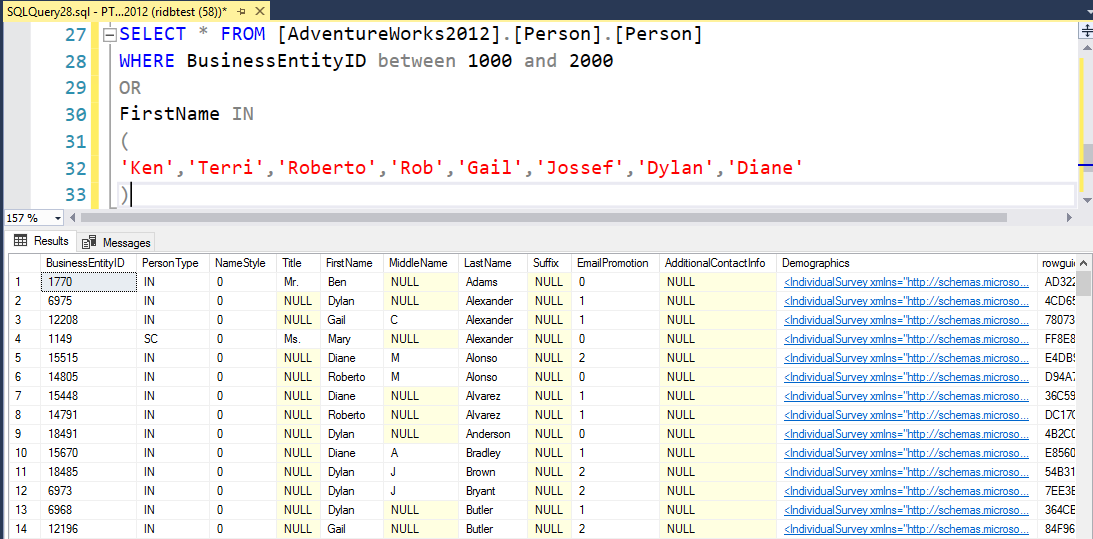 SQLQuery28.sql - PT...2012 (ridbtest (58))*
27 SELECT * FROM [AdventureWorks2012].[Person].[Person]
28 WHERE BusinessEntityID between 1000 and 2000
29 OR
30 FirstName IN
31 (
32 'Ken','Terri','Roberto','Rob','Gail','Jossef','Dylan','Diane'
33 )
157 %
Results Messages
BusinessEntityID PersonType NameStyle Title FirstName MiddleName LastName Suffix EmailPromotion AdditionalContactInfo Demographics rowguid
1 1770 IN 0 Mr. Ben NULL Adams NULL 0 NULL <IndividualSurvey xmlns="http://schemas.microso... AD322
2 6975 IN 0 NULL Dylan NULL Alexander NULL 1 NULL <IndividualSurvey xmlns="http://schemas.microso... 4CD65
3 12208 IN 0 NULL Gail C Alexander NULL 1 NULL <IndividualSurvey xmlns="http://schemas.microso... 78073
4 1149 SC 0 Ms. Mary NULL Alexander NULL 0 NULL <IndividualSurvey xmlns="http://schemas.microso... FF8E8
5 15515 IN 0 NULL Diane M Alonso NULL 2 NULL <IndividualSurvey xmlns="http://schemas.microso... E4DB9
6 14805 IN 0 NULL Roberto M Alonso NULL 0 NULL <IndividualSurvey xmlns="http://schemas.microso... D94A7
7 15448 IN 0 NULL Diane NULL Alvarez NULL 1 NULL <IndividualSurvey xmlns="http://schemas.microso... 36C59
8 14791 IN 0 NULL Roberto NULL Alvarez NULL 1 NULL <IndividualSurvey xmlns="http://schemas.microso... DC17C
9 18491 IN 0 NULL Dylan NULL Anderson NULL 0 NULL <IndividualSurvey xmlns="http://schemas.microso... 4B2C0
10 15670 IN 0 NULL Diane A Bradley NULL 1 NULL <IndividualSurvey xmlns="http://schemas.microso... E8560
11 18485 IN 0 NULL Dylan J Brown NULL 2 NULL <IndividualSurvey xmlns="http://schemas.microso... 54B31
12 6973 IN 0 NULL Dylan J Bryant NULL 2 NULL <IndividualSurvey xmlns="http://schemas.microso... 7EE3E
13 6968 IN 0 NULL Dylan NULL Butler NULL 1 NULL <IndividualSurvey xmlns="http://schemas.microso... 364CE
14 12196 IN 0 NULL Gail NULL Butler NULL 2 NULL <IndividualSurvey xmlns="http://schemas.microso... 84F96